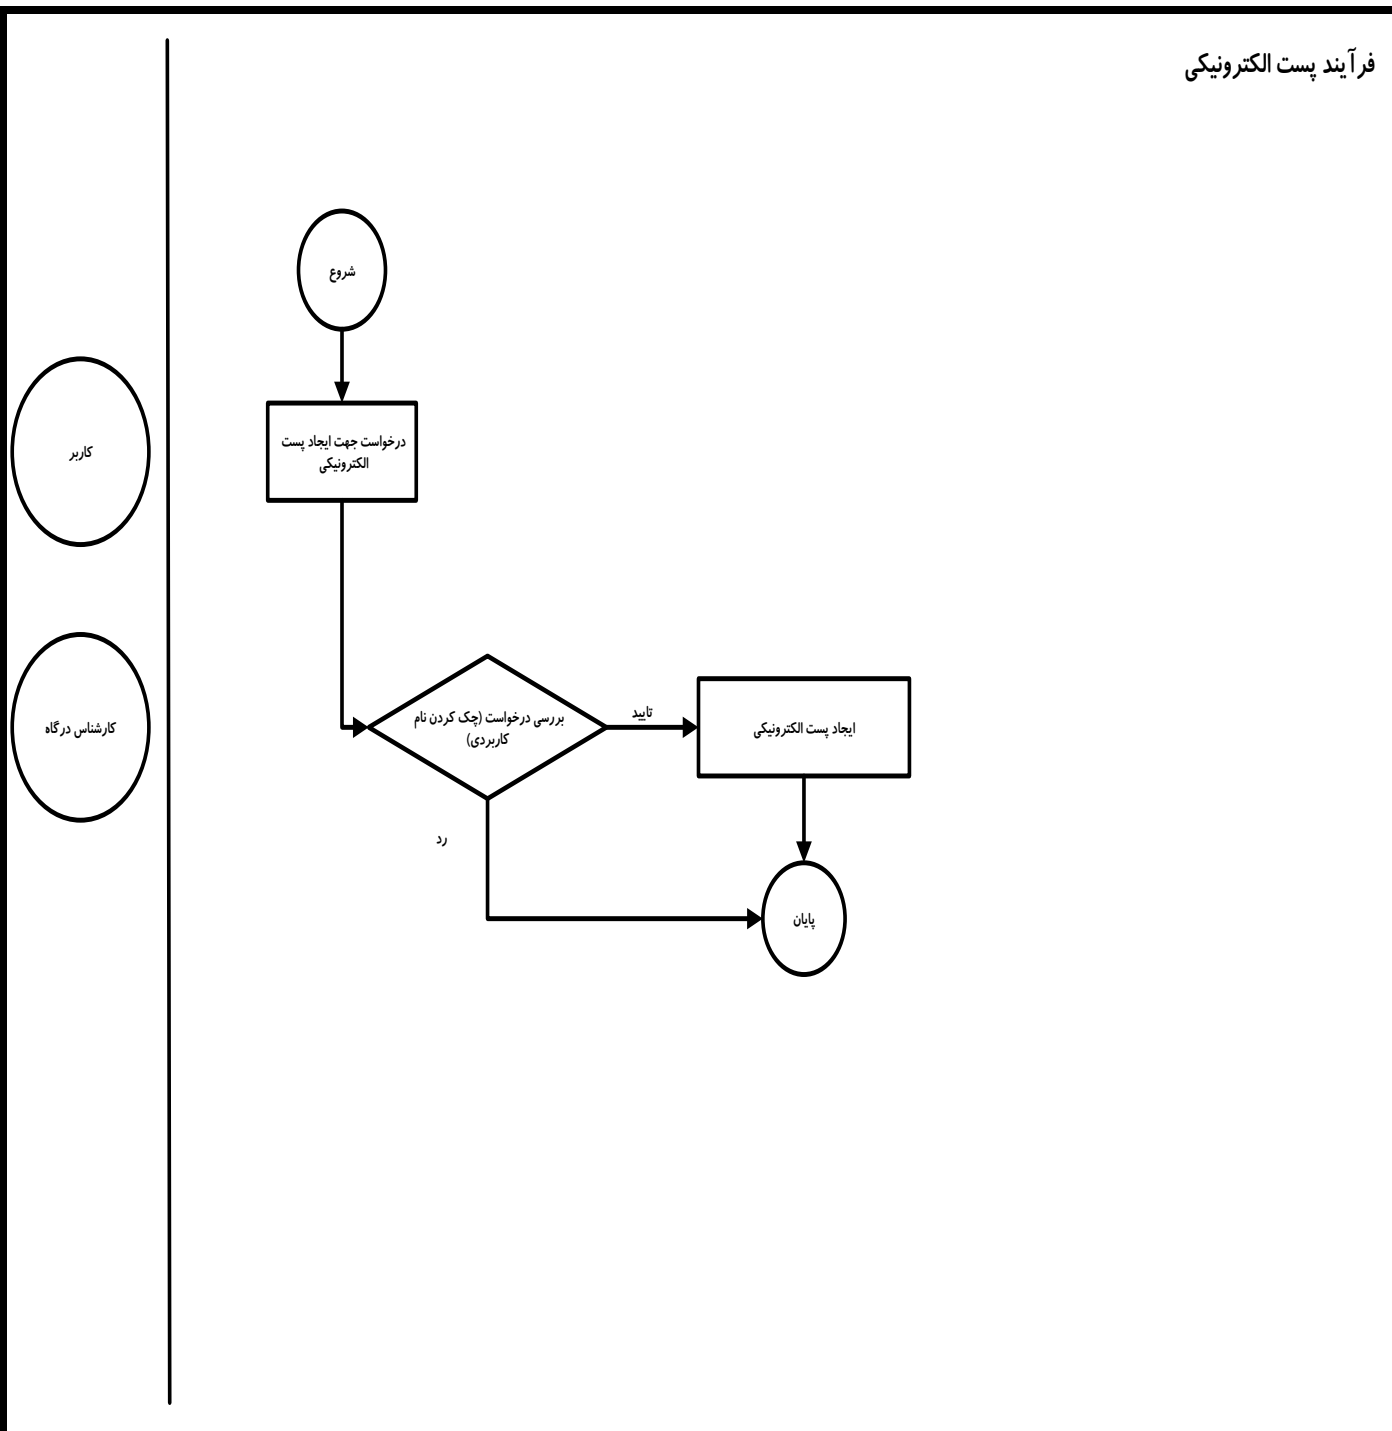 فرآیند پست الکترونیکی
شروع
کاربر
درخواست جهت ایجاد پست
الکترونیکی
کارشناس درگاه
بررسی درخواست (چک کردن نام
کاربردی)
تایید
ایجاد پست الکترونیکی
رد
پایان